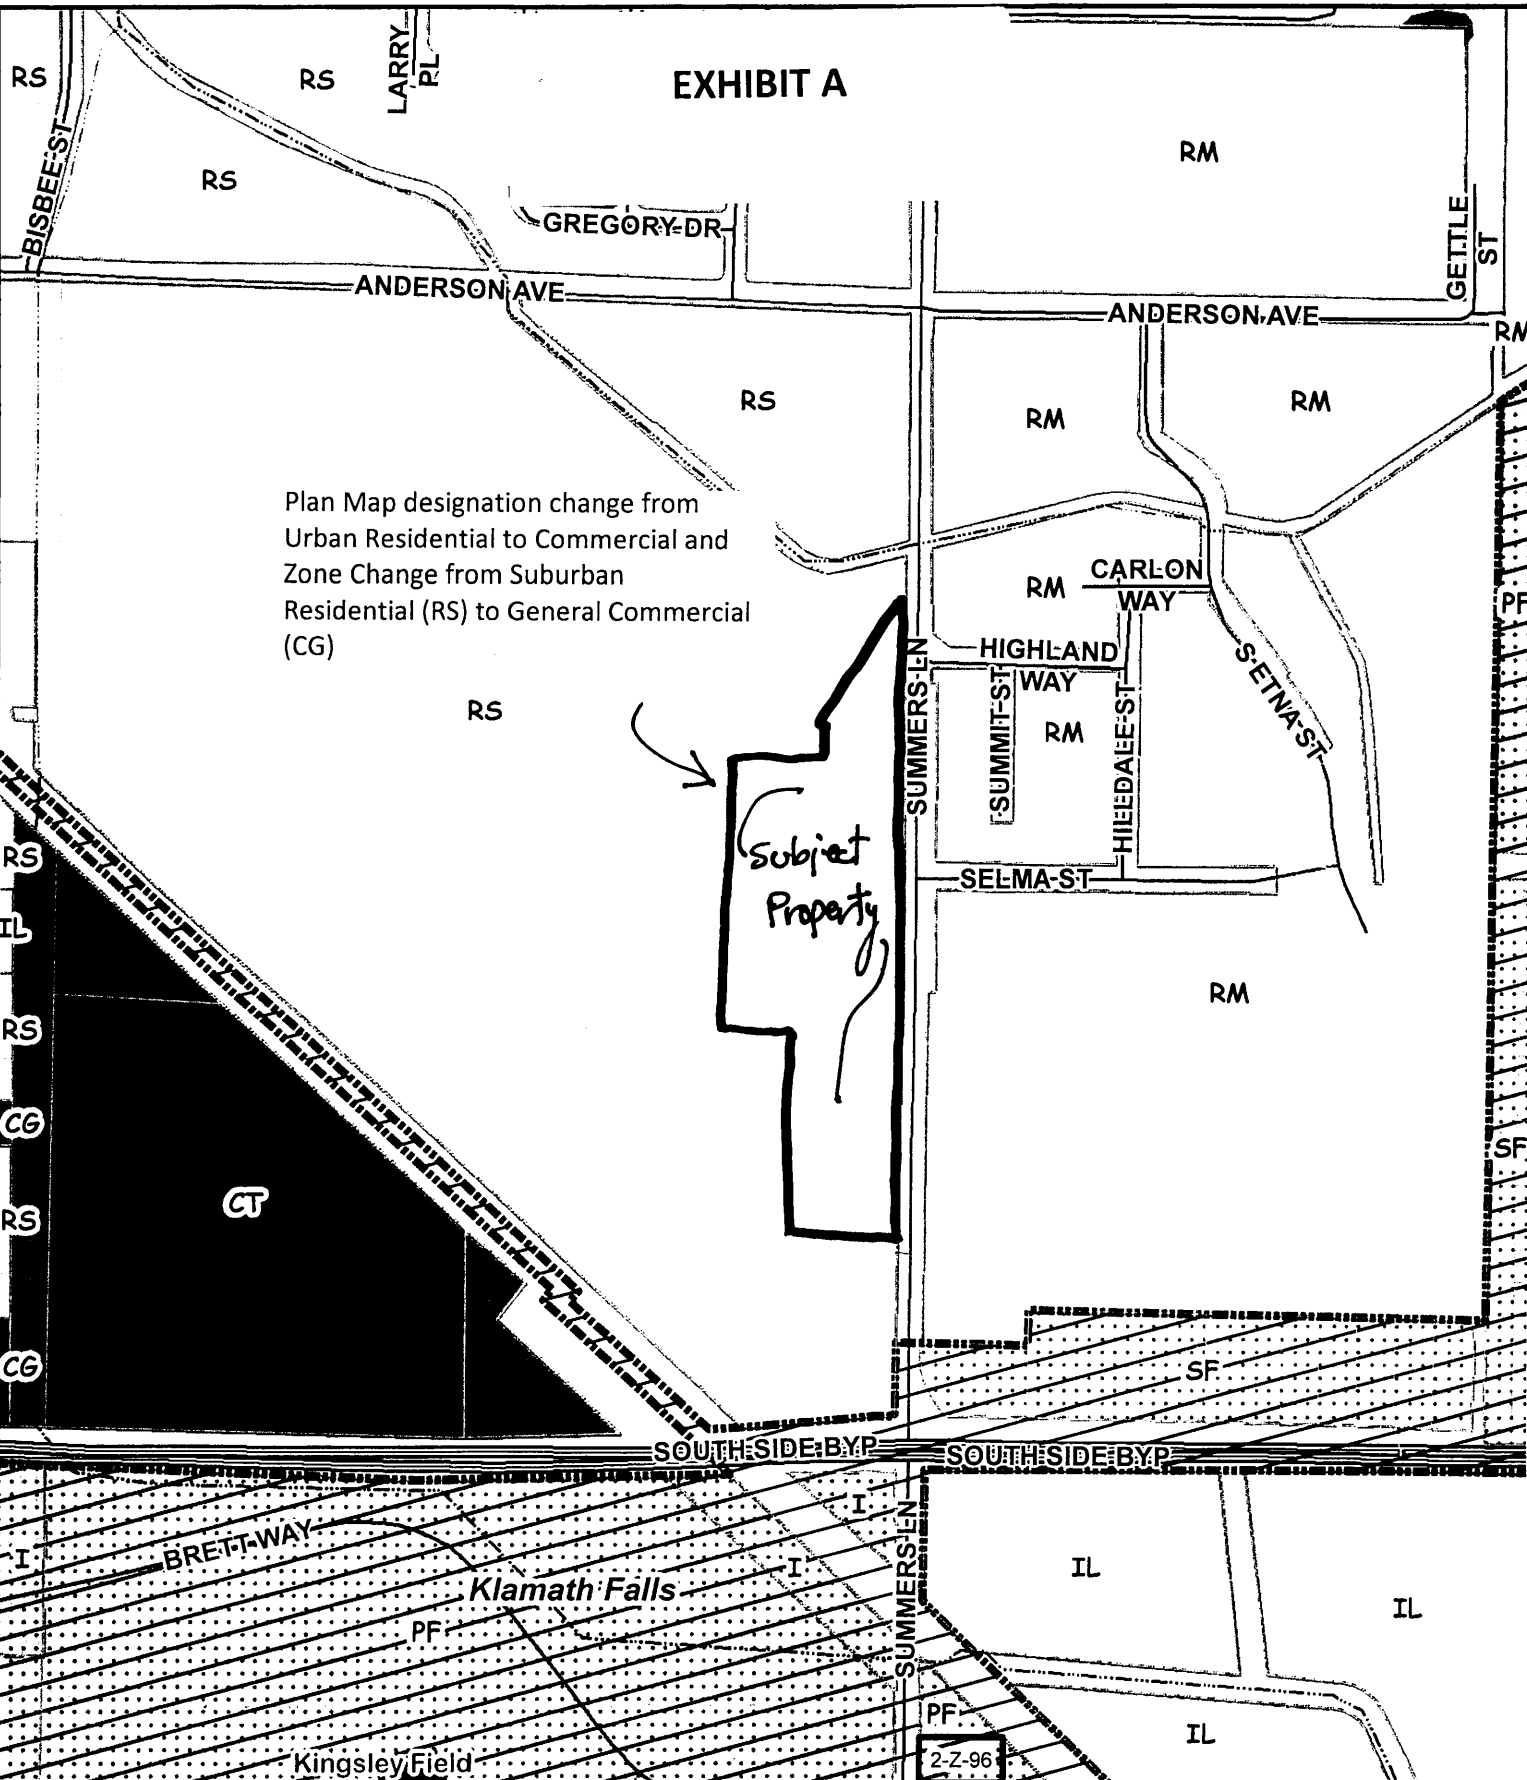 EXHIBIT A
RS
RS
LARRY
PL
BISBEE ST
RS
RM
GREGORY DR
GETTLE
ST
ANDERSON AVE
ANDERSON AVE
RM
RS
RM
RM
Plan Map designation change from
Urban Residential to Commercial and
Zone Change from Suburban
Residential (RS) to General Commercial
(CG)
RM
CARLON
WAY
PF
HIGHLAND
WAY
SUMMERS LN
SUMMIT ST
RM
HILLDALE ST
S ETNA ST
RS
Subject
Property
SELMA ST
RS
IL
RM
RS
CG
SF
CT
RS
CG
SF
SOUTH SIDE BYP
SOUTH SIDE BYP
I
I
BRETT WAY
I
IL
Klamath Falls
SUMMERS LN
IL
PF
PF
IL
2-Z-96
Kingsley Field